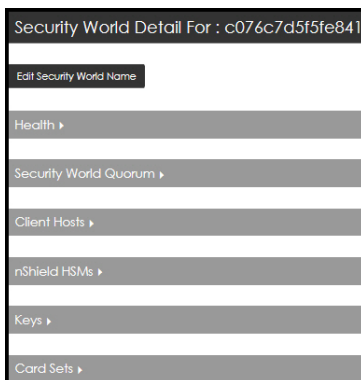 Security World Detail For : c076c7d5f5fe841
Edit Security World Name
Health
Security World Quorum
Client Hosts
nShield HSMs
Keys
Card Sets